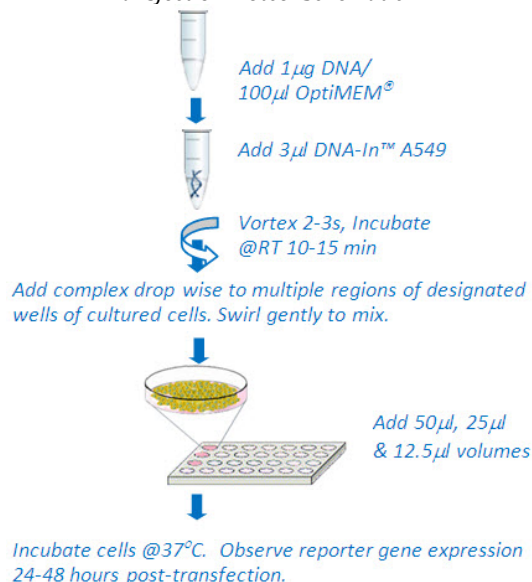 Add 1µg DNA/
100µl OptiMEM®
Add 3µl DNA-In™ A549
Vortex 2-3s, Incubate
@RT 10-15 min
Add complex drop wise to multiple regions of designated
wells of cultured cells. Swirl gently to mix.
Add 50µl, 25µl
& 12.5µl volumes
Incubate cells @37°C. Observe reporter gene expression
24-48 hours post-transfection.